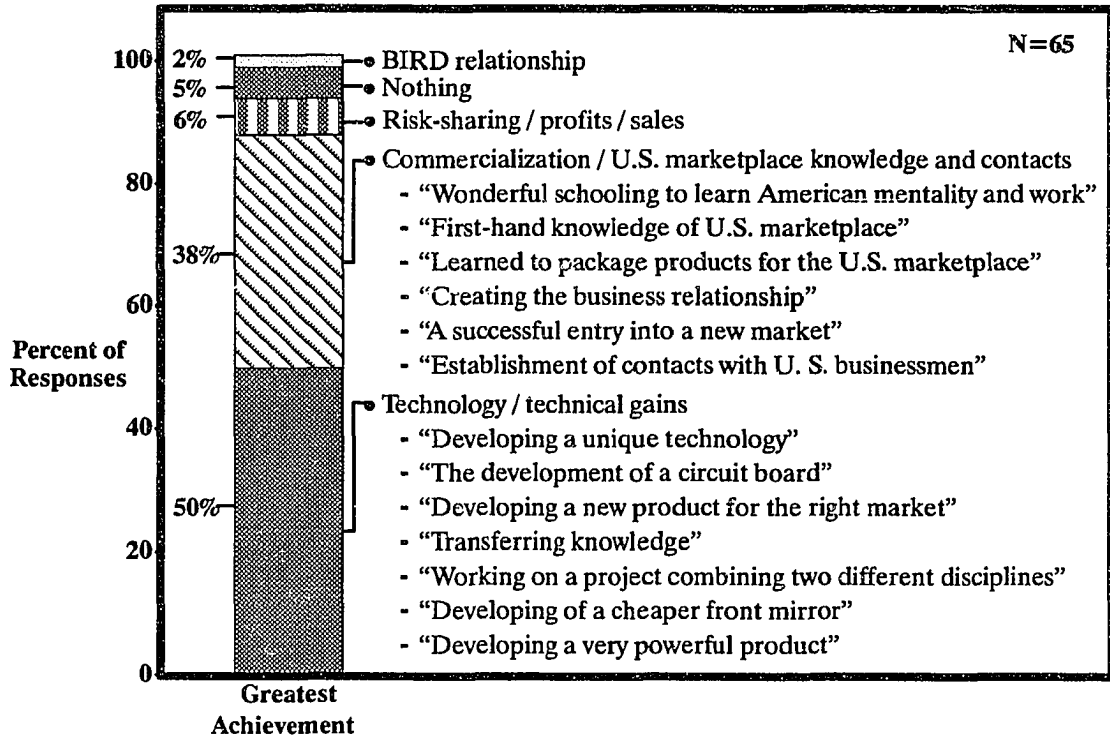 N=65
100
2%
BIRD relationship
5%
Nothing
6%
Risk-sharing / profits / sales
Commercialization / U.S. marketplace knowledge and contacts
80
- “Wonderful schooling to learn American mentality and work”
- “First-hand knowledge of U.S. marketplace”
38%
- “Learned to package products for the U.S. marketplace”
- “Creating the business relationship”
60
- “A successful entry into a new market”
Percent of
Responses
- “Establishment of contacts with U. S. businessmen”
Technology / technical gains
40
- “Developing a unique technology”
- “The development of a circuit board”
50%
- “Developing a new product for the right market”
- “Transferring knowledge”
20
- “Working on a project combining two different disciplines”
- “Developing of a cheaper front mirror”
- “Developing a very powerful product”
0
Greatest
Achievement